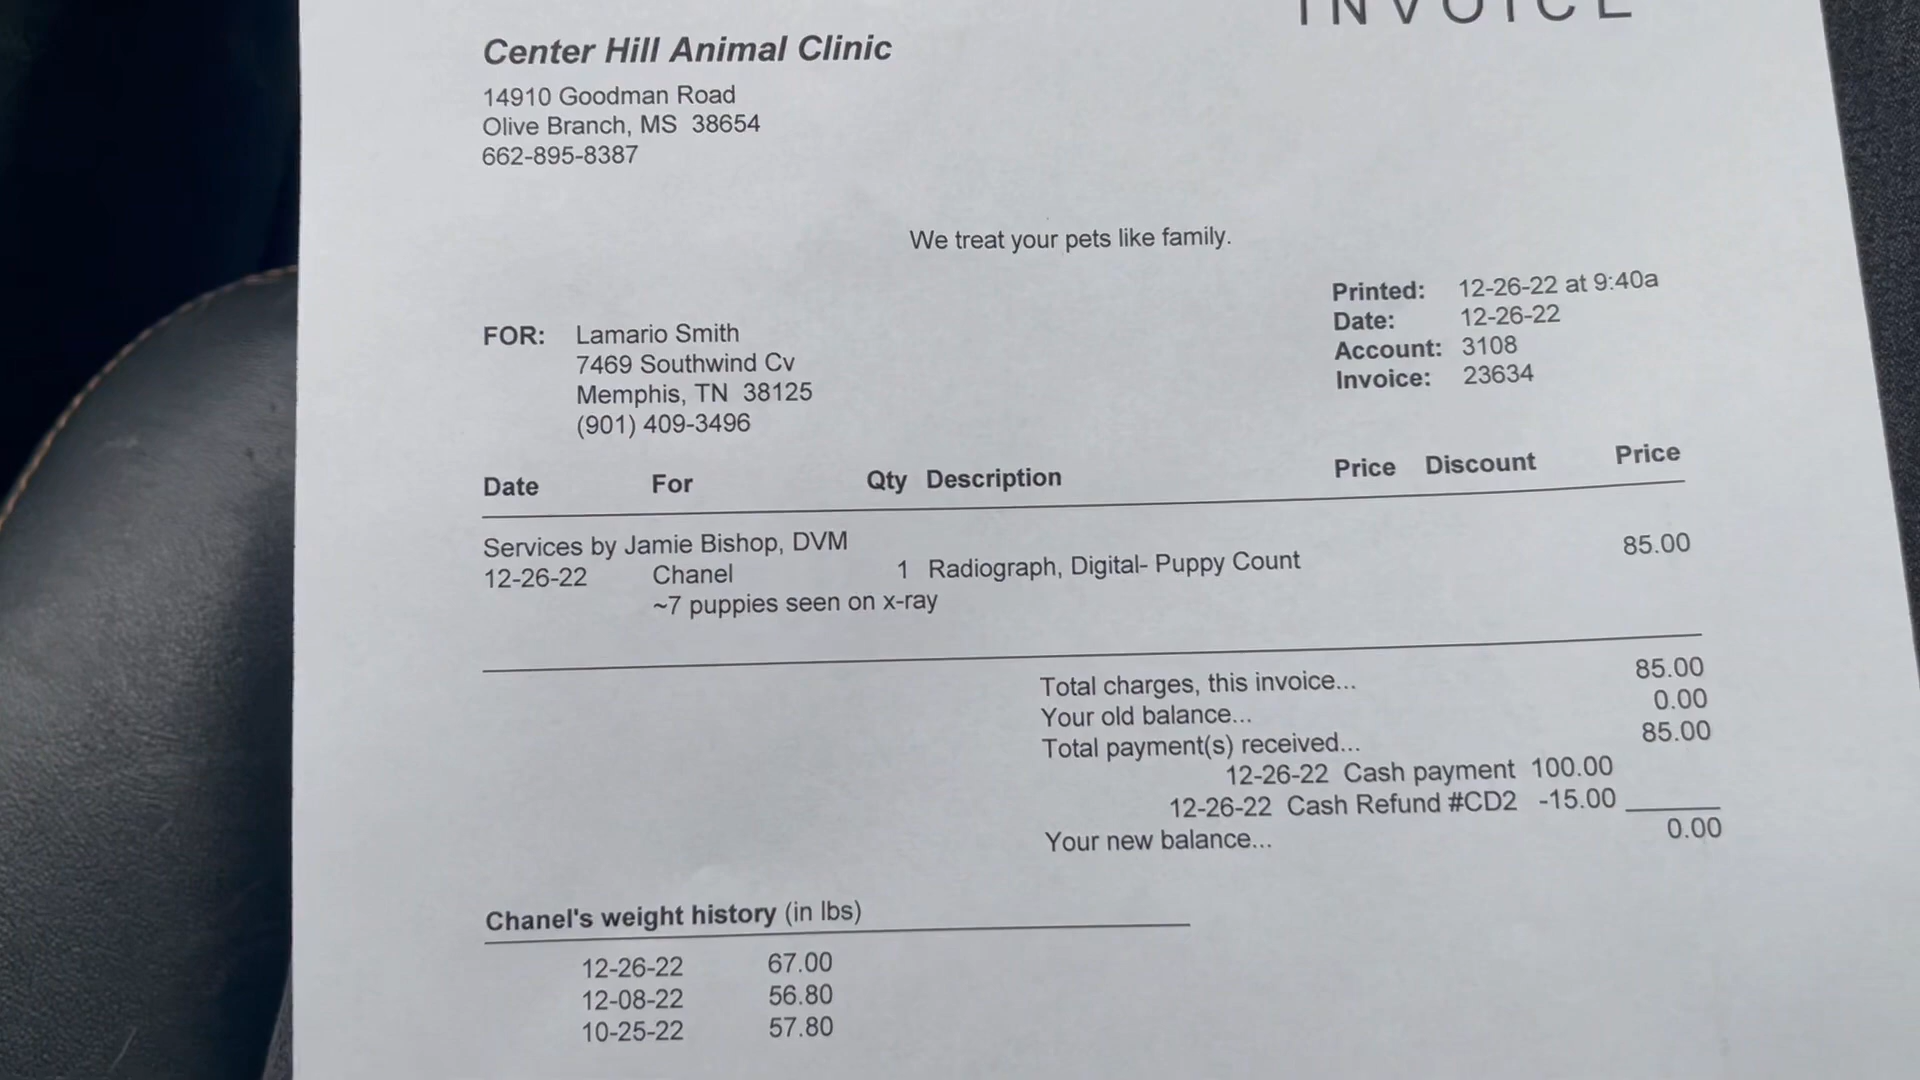 INVOICE
Center Hill Animal Clinic
14910 Goodman Road
Olive Branch, MS 38654
662-895-8387
We treat your pets like family.
Printed: 12-26-22 at 9:40a
Date: 12-26-22
Account: 3108
Invoice: 23634
FOR: Lamario Smith
7469 Southwind Cv
Memphis, TN 38125
(901) 409-3496
Date For Qty Description Price Discount Price
Services by Jamie Bishop, DVM
12-26-22 Chanel 1 Radiograph, Digital- Puppy Count 85.00
~7 puppies seen on x-ray
Total charges, this invoice... 85.00
Your old balance... 0.00
Total payment(s) received... 85.00
12-26-22 Cash payment 100.00
12-26-22 Cash Refund #CD2 -15.00
Your new balance... 0.00
Chanel's weight history (in lbs)
12-26-22 67.00
12-08-22 56.80
10-25-22 57.80